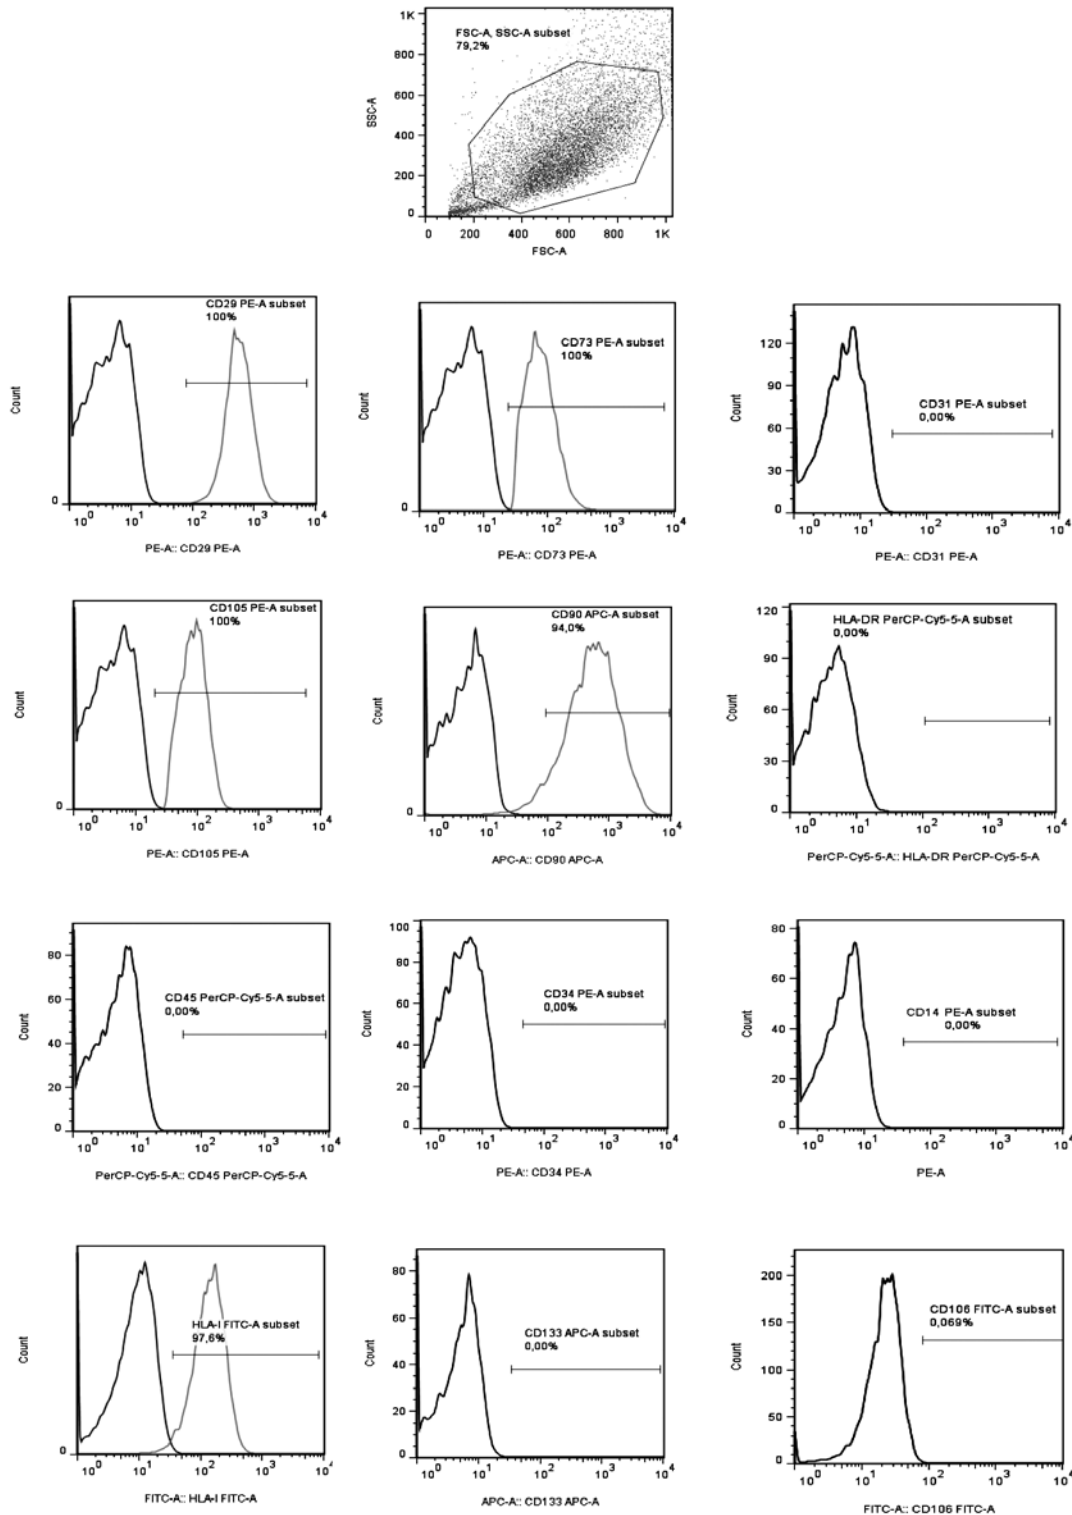 1K
FSC-A, SSC-A subset
79,2%
800
600
SSC-A
400
200
0
0 200 400 600 800 1K
FSC-A
CD29 PE-A subset
100%
Count
0
10^0 10^1 10^2 10^3 10^4
PE-A:: CD29 PE-A
CD73 PE-A subset
100%
Count
0
10^0 10^1 10^2 10^3 10^4
PE-A:: CD73 PE-A
120
90
CD31 PE-A subset
0,00%
Count
60
30
0
10^0 10^1 10^2 10^3 10^4
PE-A:: CD31 PE-A
CD105 PE-A subset
100%
Count
0
10^0 10^1 10^2 10^3 10^4
PE-A:: CD105 PE-A
CD90 APC-A subset
94,0%
Count
0
10^0 10^1 10^2 10^3 10^4
APC-A:: CD90 APC-A
120
HLA-DR PerCP-Cy5-5-A subset
0,00%
90
Count
60
30
0
10^0 10^1 10^2 10^3 10^4
PerCP-Cy5-5-A:: HLA-DR PerCP-Cy5-5-A
80
60
CD45 PerCP-Cy5-5-A subset
0,00%
Count
40
20
0
10^0 10^1 10^2 10^3 10^4
PerCP-Cy5-5-A:: CD45 PerCP-Cy5-5-A
100
80
CD34 PE-A subset
0,00%
60
Count
40
20
0
10^0 10^1 10^2 10^3 10^4
PE-A:: CD34 PE-A
80
60
CD14 PE-A subset
0,00%
Count
40
20
0
10^0 10^1 10^2 10^3 10^4
PE-A
HLA-I FITC-A subset
97,6%
Count
0
10^0 10^1 10^2 10^3 10^4
FITC-A:: HLA-I FITC-A
80
60
CD133 APC-A subset
0,00%
Count
40
20
0
10^0 10^1 10^2 10^3 10^4
APC-A:: CD133 APC-A
200
CD106 FITC-A subset
0,069%
150
Count
100
50
0
10^0 10^1 10^2 10^3 10^4
FITC-A:: CD106 FITC-A